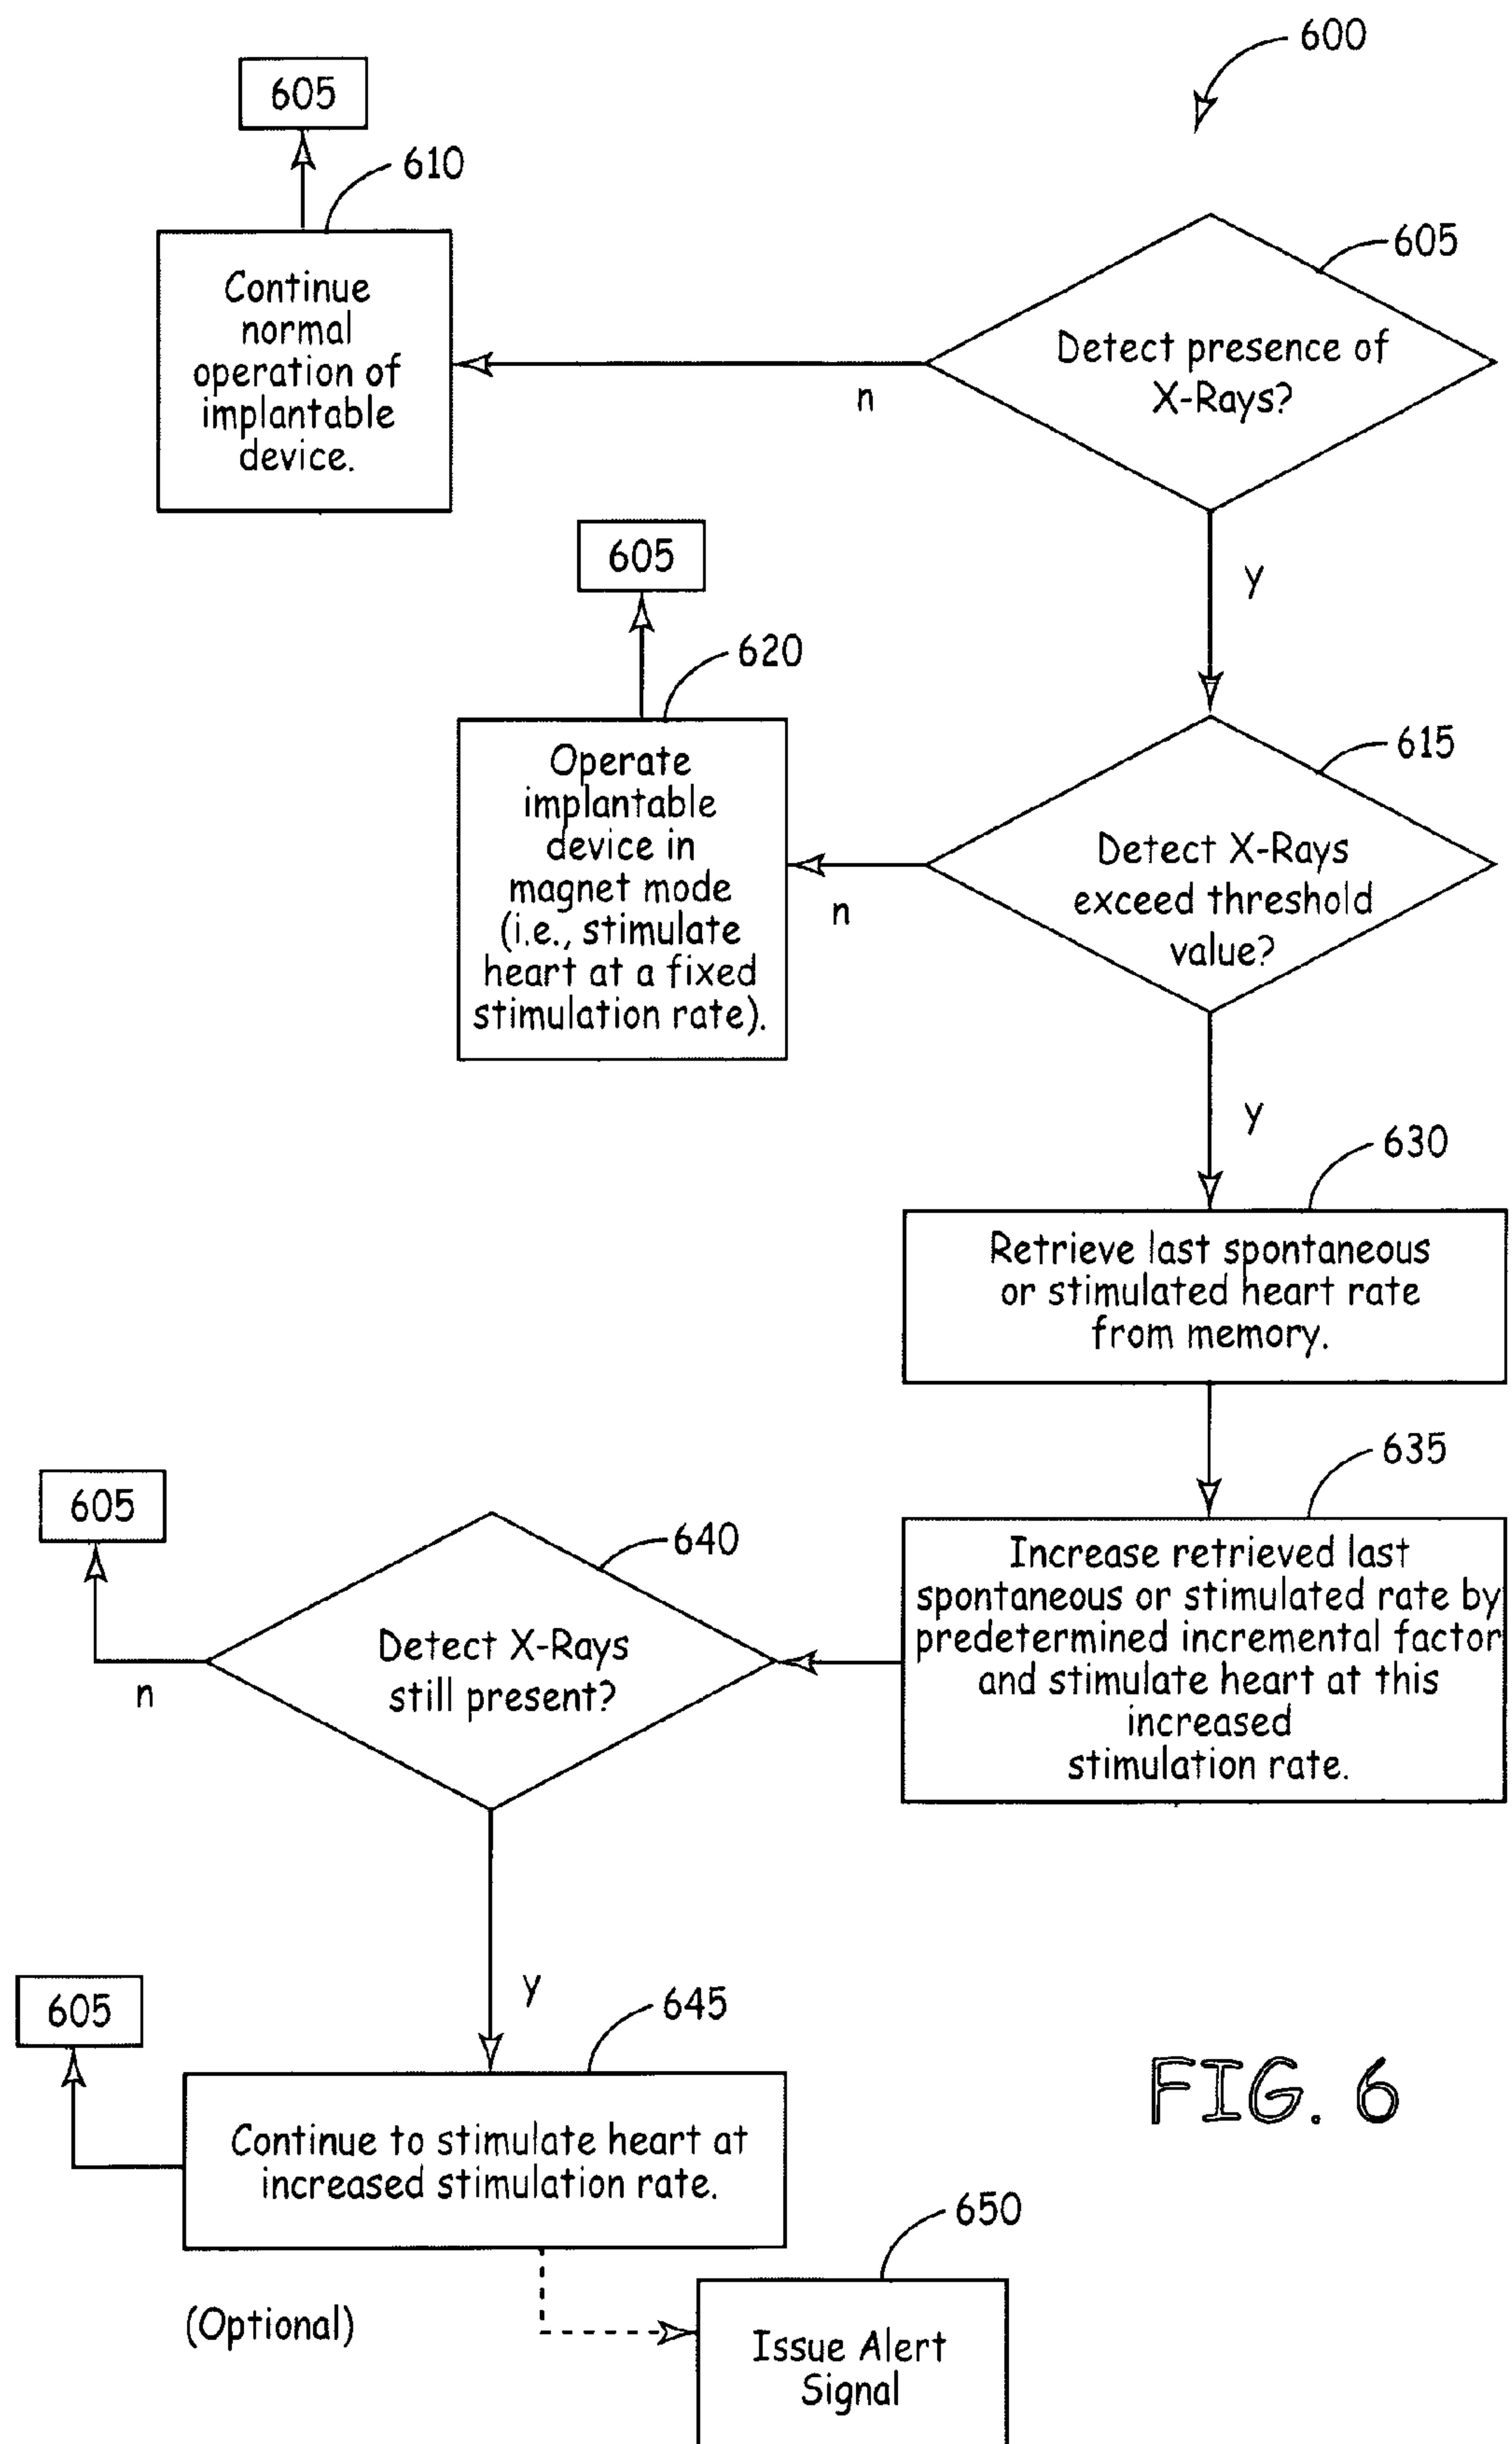 600
605
610
605
Continue
normal
operation of
implantable
device.
Detect presence of
X-Rays?
n
y
605
620
615
Operate
implantable
device in
magnet mode
(i.e., stimulate
heart at a fixed
stimulation rate).
Detect X-Rays
exceed threshold
value?
n
y
630
Retrieve last spontaneous
or stimulated heart rate
from memory.
635
605
640
Increase retrieved last
spontaneous or stimulated rate by
predetermined incremental factor
and stimulate heart at this
increased
stimulation rate.
Detect X-Rays
still present?
n
y
605
645
Continue to stimulate heart at
increased stimulation rate.
FIG. 6
650
(Optional)
Issue Alert
Signal